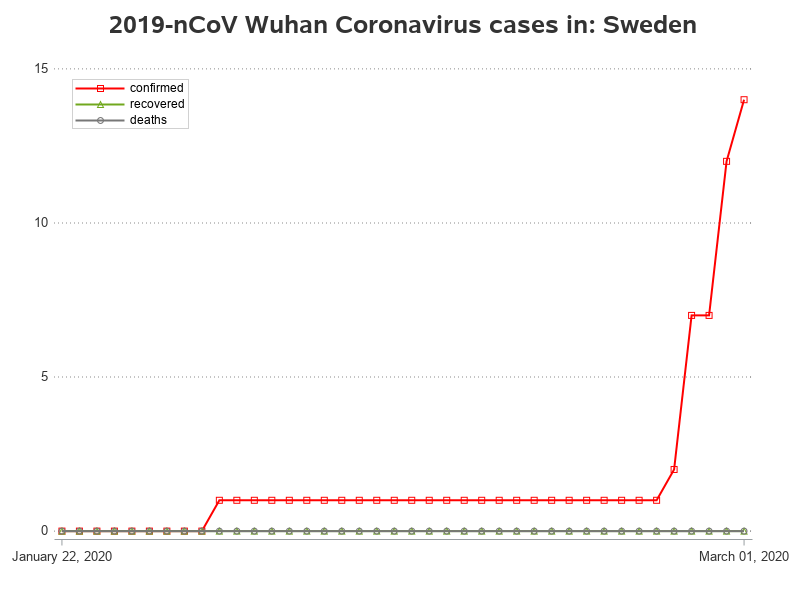 2019-nCoV Wuhan Coronavirus cases in: Sweden
15
confirmed
recovered
deaths
10
5
0
January 22, 2020
March 01, 2020